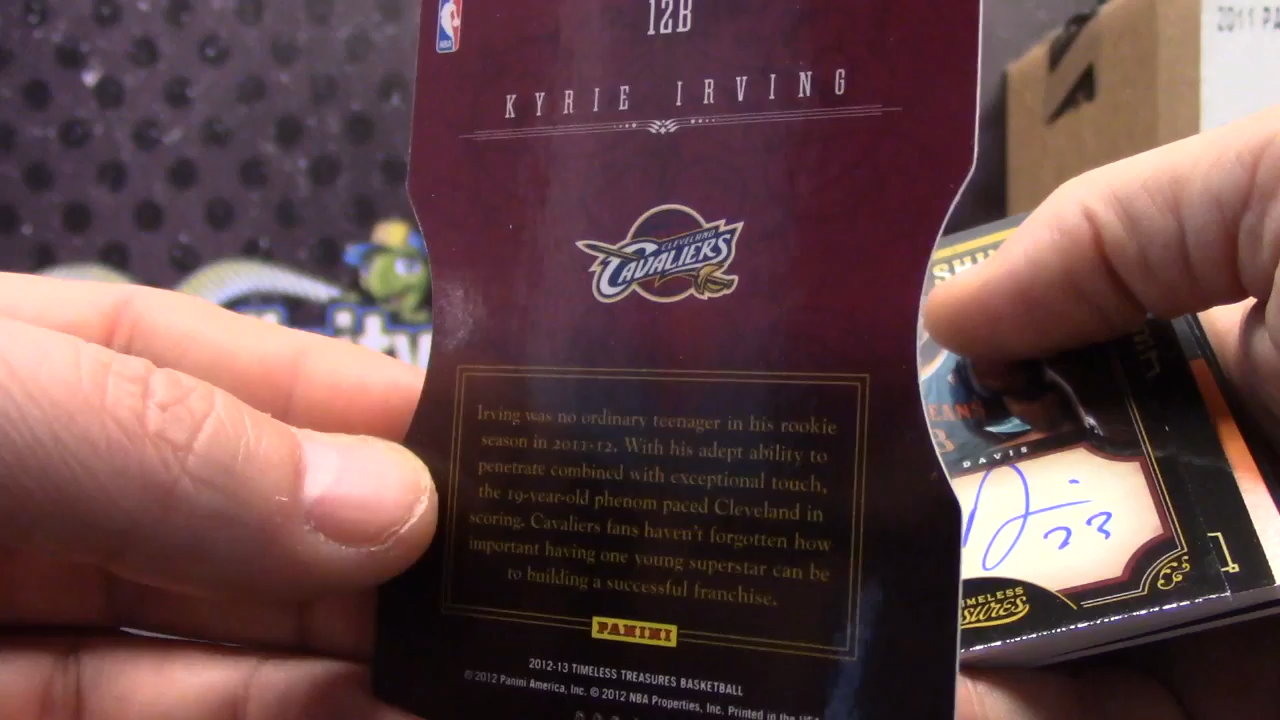 NBA
12B
KYRIE IRVING
CLEVELAND
CAVALIERS
Irving was no ordinary teenager in his rookie
season in 2011-12. With his adept ability to
penetrate combined with exceptional touch,
the 19-year-old phenom paced Cleveland in
scoring. Cavaliers fans haven't forgotten how
important having one young superstar can be
to building a successful franchise.
PANINI
2012-13 TIMELESS TREASURES BASKETBALL
© 2012 Panini America, Inc. © 2012 NBA Properties, Inc. Printed in the USA
2011 PA
DAVIS
23